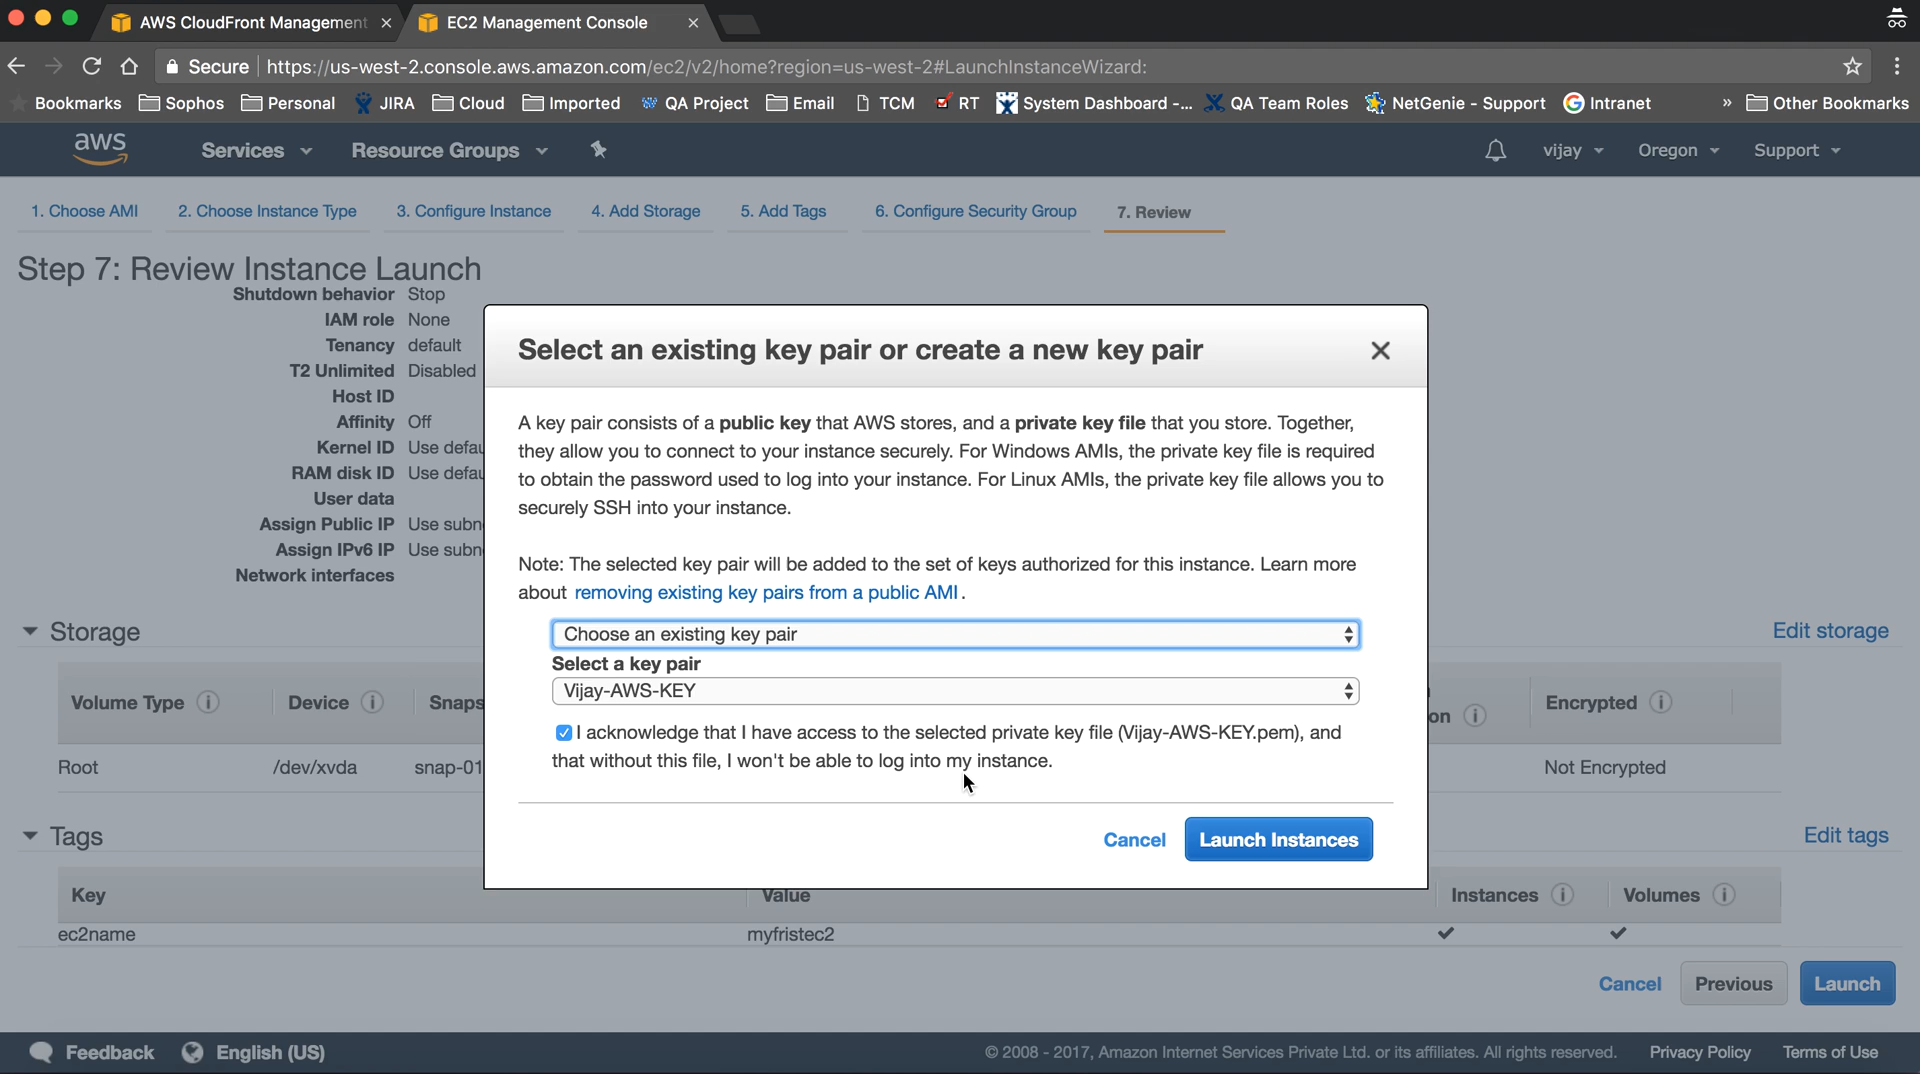 AWS CloudFront Management
EC2 Management Console
Secure https://us-west-2.console.aws.amazon.com/ec2/v2/home?region=us-west-2#LaunchInstanceWizard:
Bookmarks Sophos Personal JIRA Cloud Imported QA Project Email TCM RT System Dashboard -... QA Team Roles NetGenie - Support Intranet » Other Bookmarks
aws Services Resource Groups vijay Oregon Support
1. Choose AMI 2. Choose Instance Type 3. Configure Instance 4. Add Storage 5. Add Tags 6. Configure Security Group 7. Review
Step 7: Review Instance Launch
Shutdown behavior Stop
IAM role None
Tenancy default
T2 Unlimited Disabled
Host ID
Affinity Off
Kernel ID Use defau
RAM disk ID Use defau
User data
Assign Public IP Use subn
Assign IPv6 IP Use subn
Network interfaces
Select an existing key pair or create a new key pair
A key pair consists of a public key that AWS stores, and a private key file that you store. Together,
they allow you to connect to your instance securely. For Windows AMIs, the private key file is required
to obtain the password used to log into your instance. For Linux AMIs, the private key file allows you to
securely SSH into your instance.
Note: The selected key pair will be added to the set of keys authorized for this instance. Learn more
about removing existing key pairs from a public AMI.
Choose an existing key pair
Select a key pair
Vijay-AWS-KEY
I acknowledge that I have access to the selected private key file (Vijay-AWS-KEY.pem), and
that without this file, I won't be able to log into my instance.
Cancel Launch Instances
Storage Edit storage
Volume Type Device Snaps on Encrypted
Root /dev/xvda snap-01 Not Encrypted
Tags Edit tags
Key Value Instances Volumes
ec2name myfristec2
Cancel Previous Launch
Feedback English (US) © 2008 - 2017, Amazon Internet Services Private Ltd. or its affiliates. All rights reserved. Privacy Policy Terms of Use